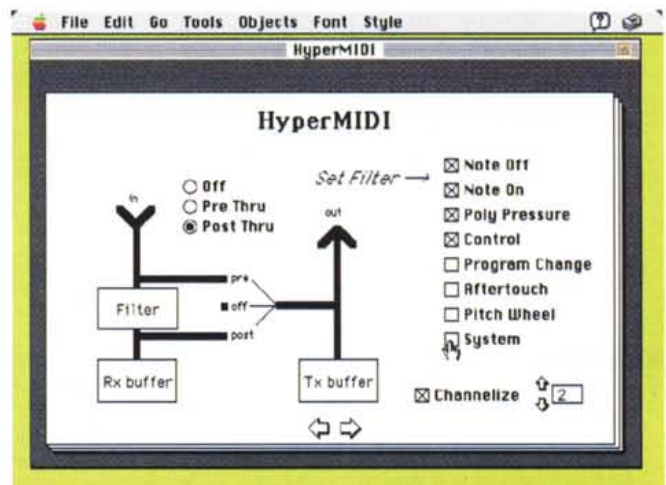 File Edit Go Tools Objects Font Style
HyperMIDI
HyperMIDI
Set Filter
Note Off
Note On
Poly Pressure
Control
Program Change
Aftertouch
Pitch Wheel
System
Off
Pre Thru
Post Thru
in
out
pre
off
post
Filter
Rx buffer
Tx buffer
Channelize 2